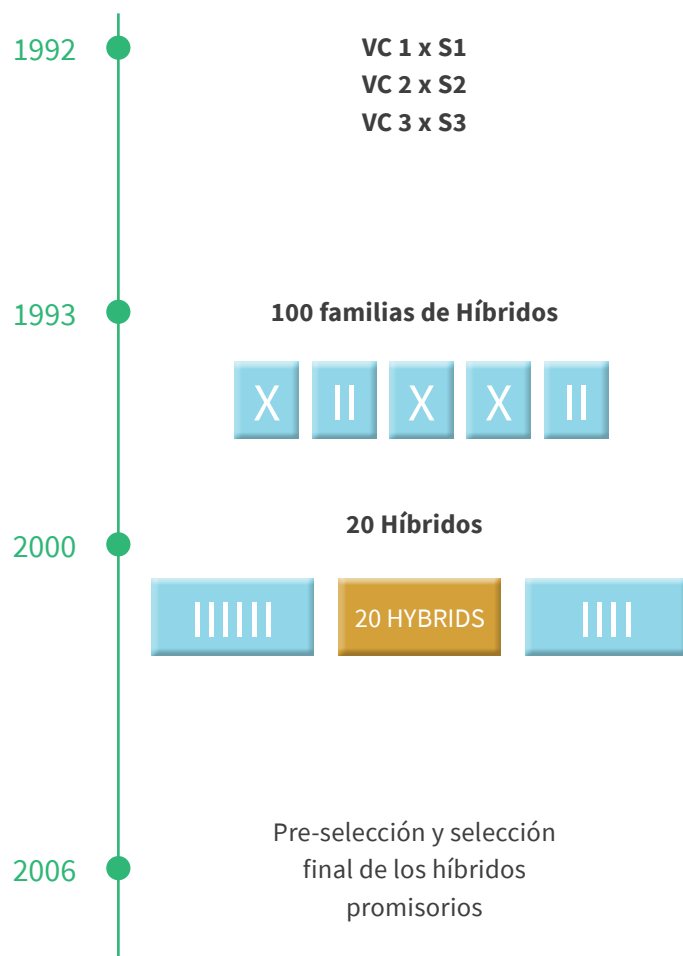 1992
VC 1 x S1
VC 2 x S2
VC 3 x S3
1993
100 familias de Híbridos
X II X X II
20 Híbridos
2000
IIIIII 20 HYBRIDS IIII
Pre-selección y selección
2006
final de los híbridos
promisorios